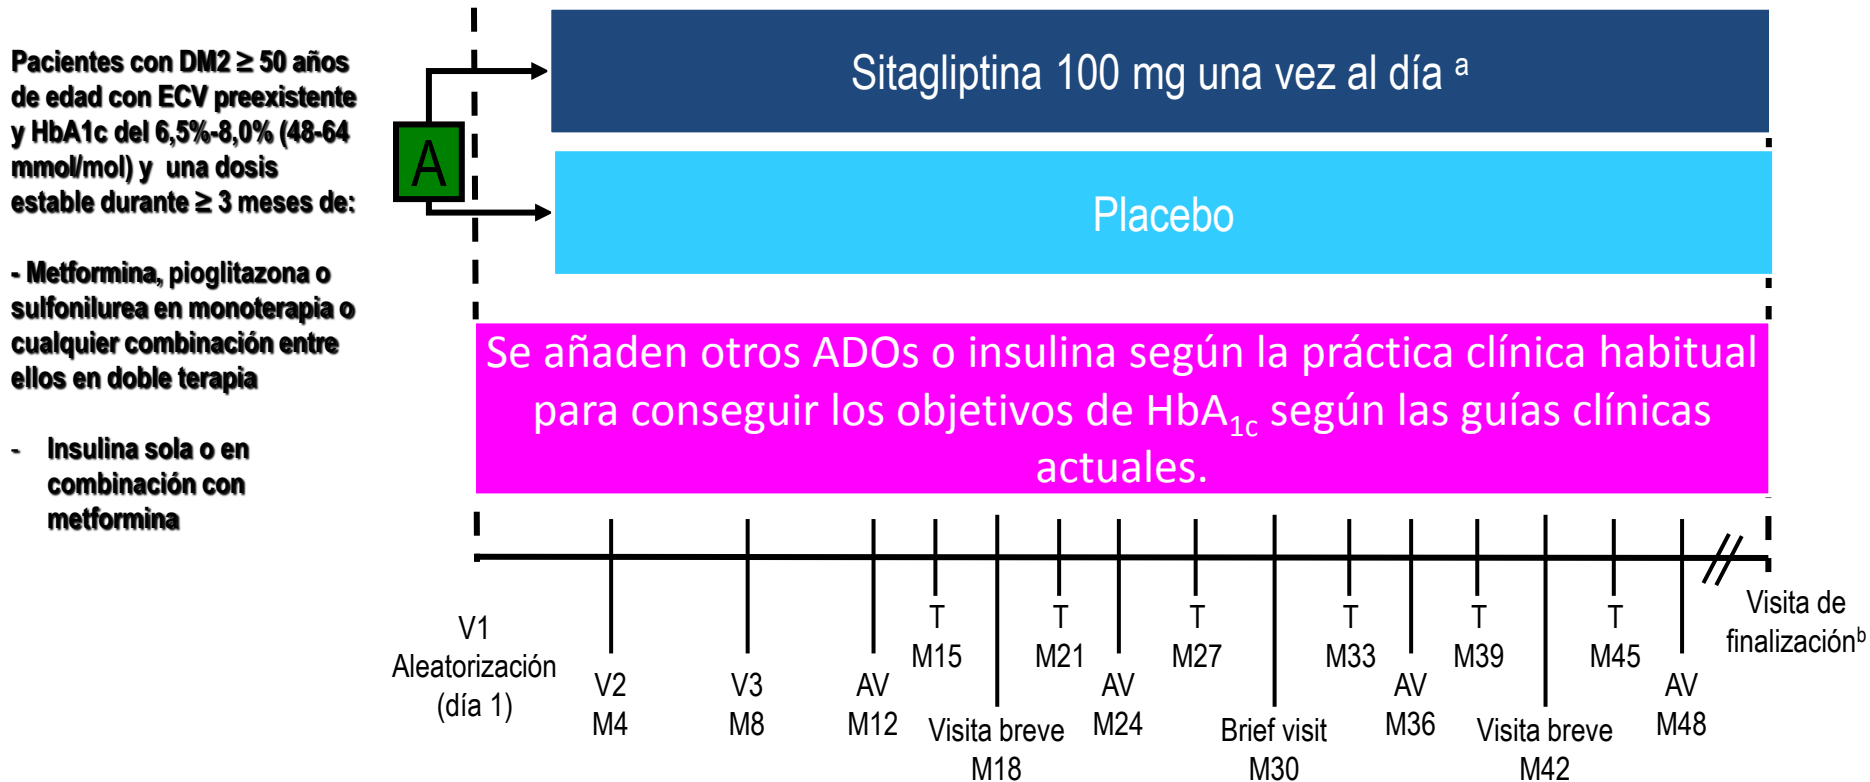 Pacientes con DM2 ≥ 50 años
de edad con ECV preexistente
y HbA1c del 6,5%-8,0% (48-64
mmol/mol) y una dosis
estable durante ≥ 3 meses de:
- Metformina, pioglitazona o
sulfonilurea en monoterapia o
cualquier combinación entre
ellos en doble terapia
- Insulina sola o en
combinación con
metformina
A
Sitagliptina 100 mg una vez al día a
Placebo
Se añaden otros ADOs o insulina según la práctica clínica habitual
para conseguir los objetivos de HbA1c según las guías clínicas
actuales.
V1
Aleatorización
(día 1)
V2
M4
V3
M8
AV
M12
T
M15
Visita breve
M18
T
M21
AV
M24
T
M27
Brief visit
M30
T
M33
AV
M36
T
M39
Visita breve
M42
T
M45
AV
M48
Visita de
finalizaciónb